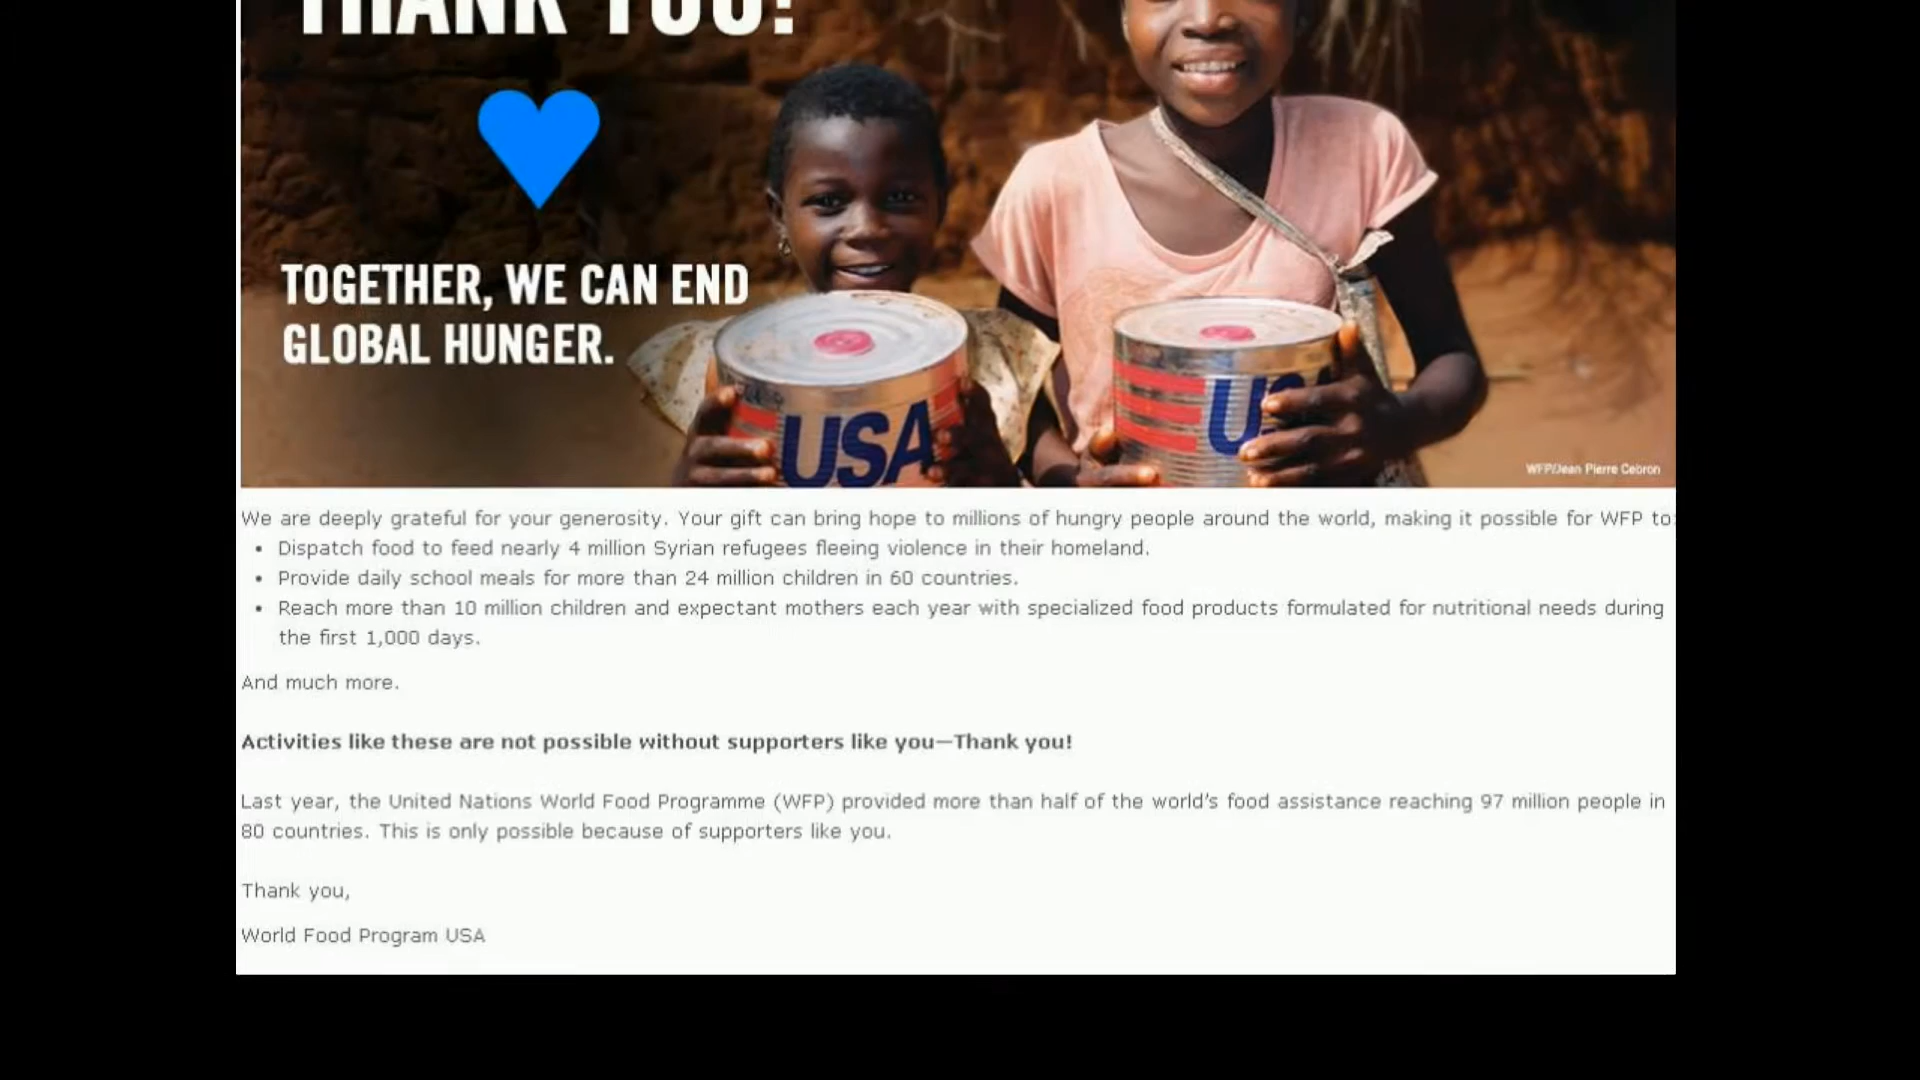 THANK YOU!
TOGETHER, WE CAN END
GLOBAL HUNGER.
USA
US
WFP/Jean Pierre Cebron
We are deeply grateful for your generosity. Your gift can bring hope to millions of hungry people around the world, making it possible for WFP to:
• Dispatch food to feed nearly 4 million Syrian refugees fleeing violence in their homeland.
• Provide daily school meals for more than 24 million children in 60 countries.
• Reach more than 10 million children and expectant mothers each year with specialized food products formulated for nutritional needs during
the first 1,000 days.
And much more.
Activities like these are not possible without supporters like you—Thank you!
Last year, the United Nations World Food Programme (WFP) provided more than half of the world's food assistance reaching 97 million people in
80 countries. This is only possible because of supporters like you.
Thank you,
World Food Program USA